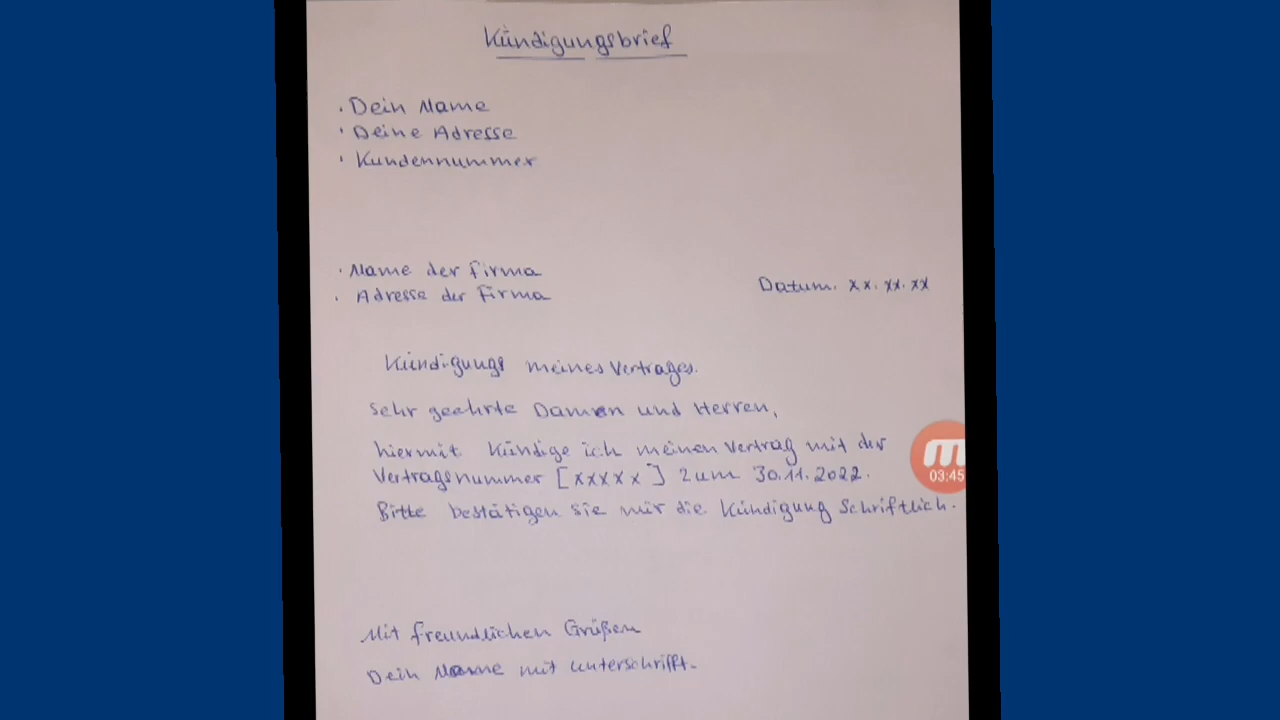 Kündigungsbrief
· Dein Name
· Deine Adresse
· Kundennummer
· Name der Firma
· Adresse der Firma
Datum. xx. xx. xx
Kündigungs meines Vertrages.
Sehr geehrte Damen und Herren,
hiermit Kündige ich meinen Vertrag mit der
Vertragsnummer [xxxxx] zum 30.11.2022.
Bitte bestätigen sie mir die Kündigung Schriftlich.
Mit freundlichen Grüßen
Dein Name mit unterschrifft.
03:45